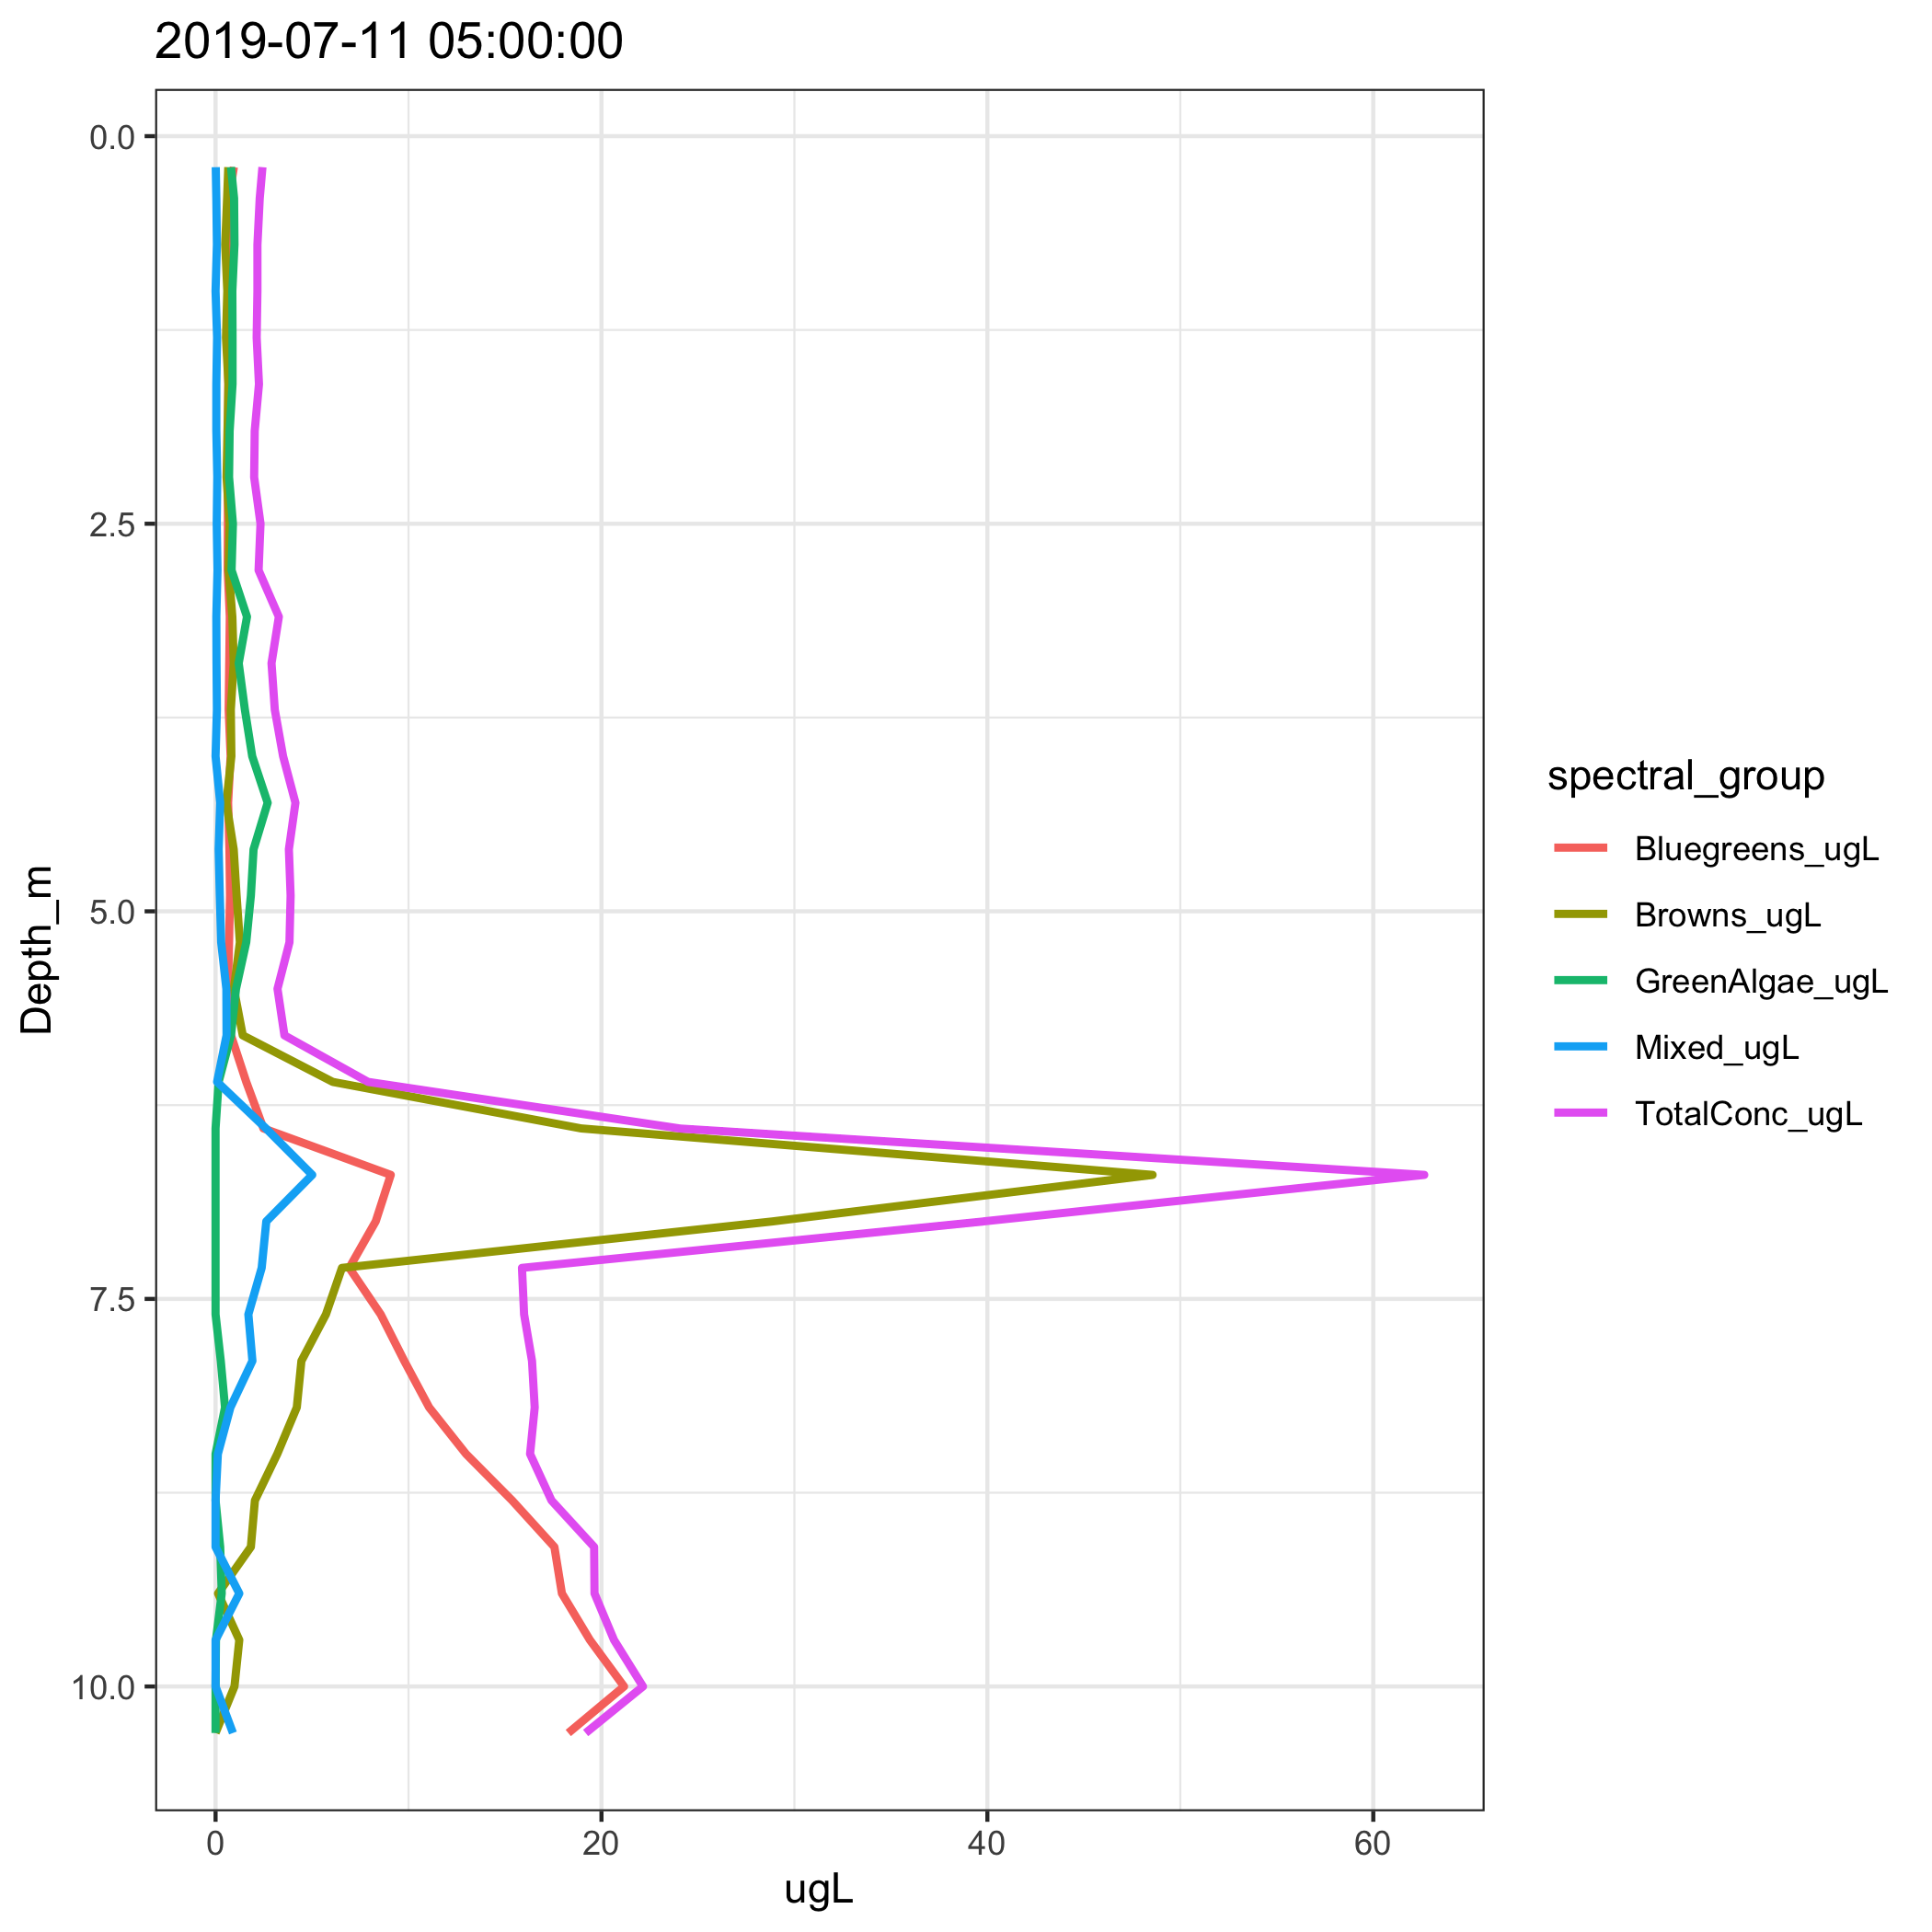 2019-07-11 05:00:00
0.0
2.5
5.0
7.5
10.0
Depth_m
0 20 40 60
ugL
spectral_group
Bluegreens_ugL
Browns_ugL
GreenAlgae_ugL
Mixed_ugL
TotalConc_ugL